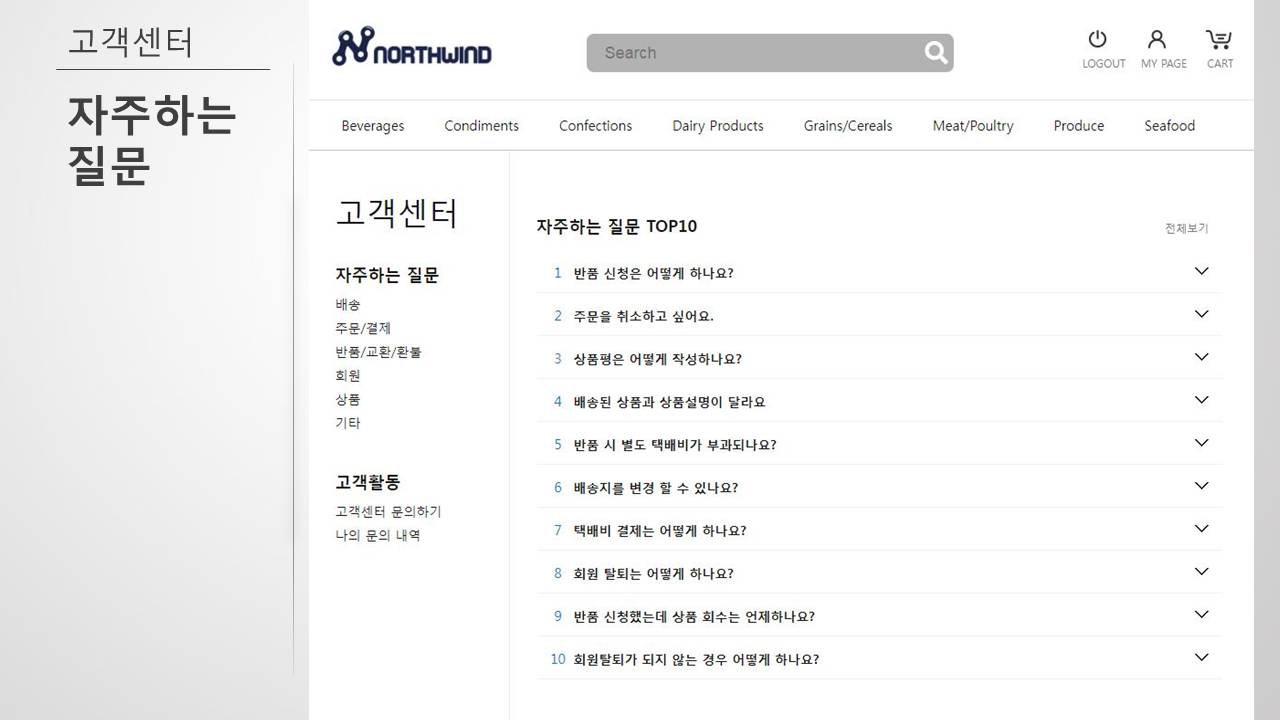 고객센터
자주하는
질문
NORTHWIND
Search
LOGOUT
MY PAGE
CART
Beverages Condiments Confections Dairy Products Grains/Cereals Meat/Poultry Produce Seafood
고객센터
자주하는 질문
배송
주문/결제
반품/교환/환불
회원
상품
기타
고객활동
고객센터 문의하기
나의 문의 내역
자주하는 질문 TOP10
전체보기
1 반품 신청은 어떻게 하나요?
2 주문을 취소하고 싶어요.
3 상품평은 어떻게 작성하나요?
4 배송된 상품과 상품설명이 달라요
5 반품 시 별도 택배비가 부과되나요?
6 배송지를 변경 할 수 있나요?
7 택배비 결제는 어떻게 하나요?
8 회원 탈퇴는 어떻게 하나요?
9 반품 신청했는데 상품 회수는 언제하나요?
10 회원탈퇴가 되지 않는 경우 어떻게 하나요?